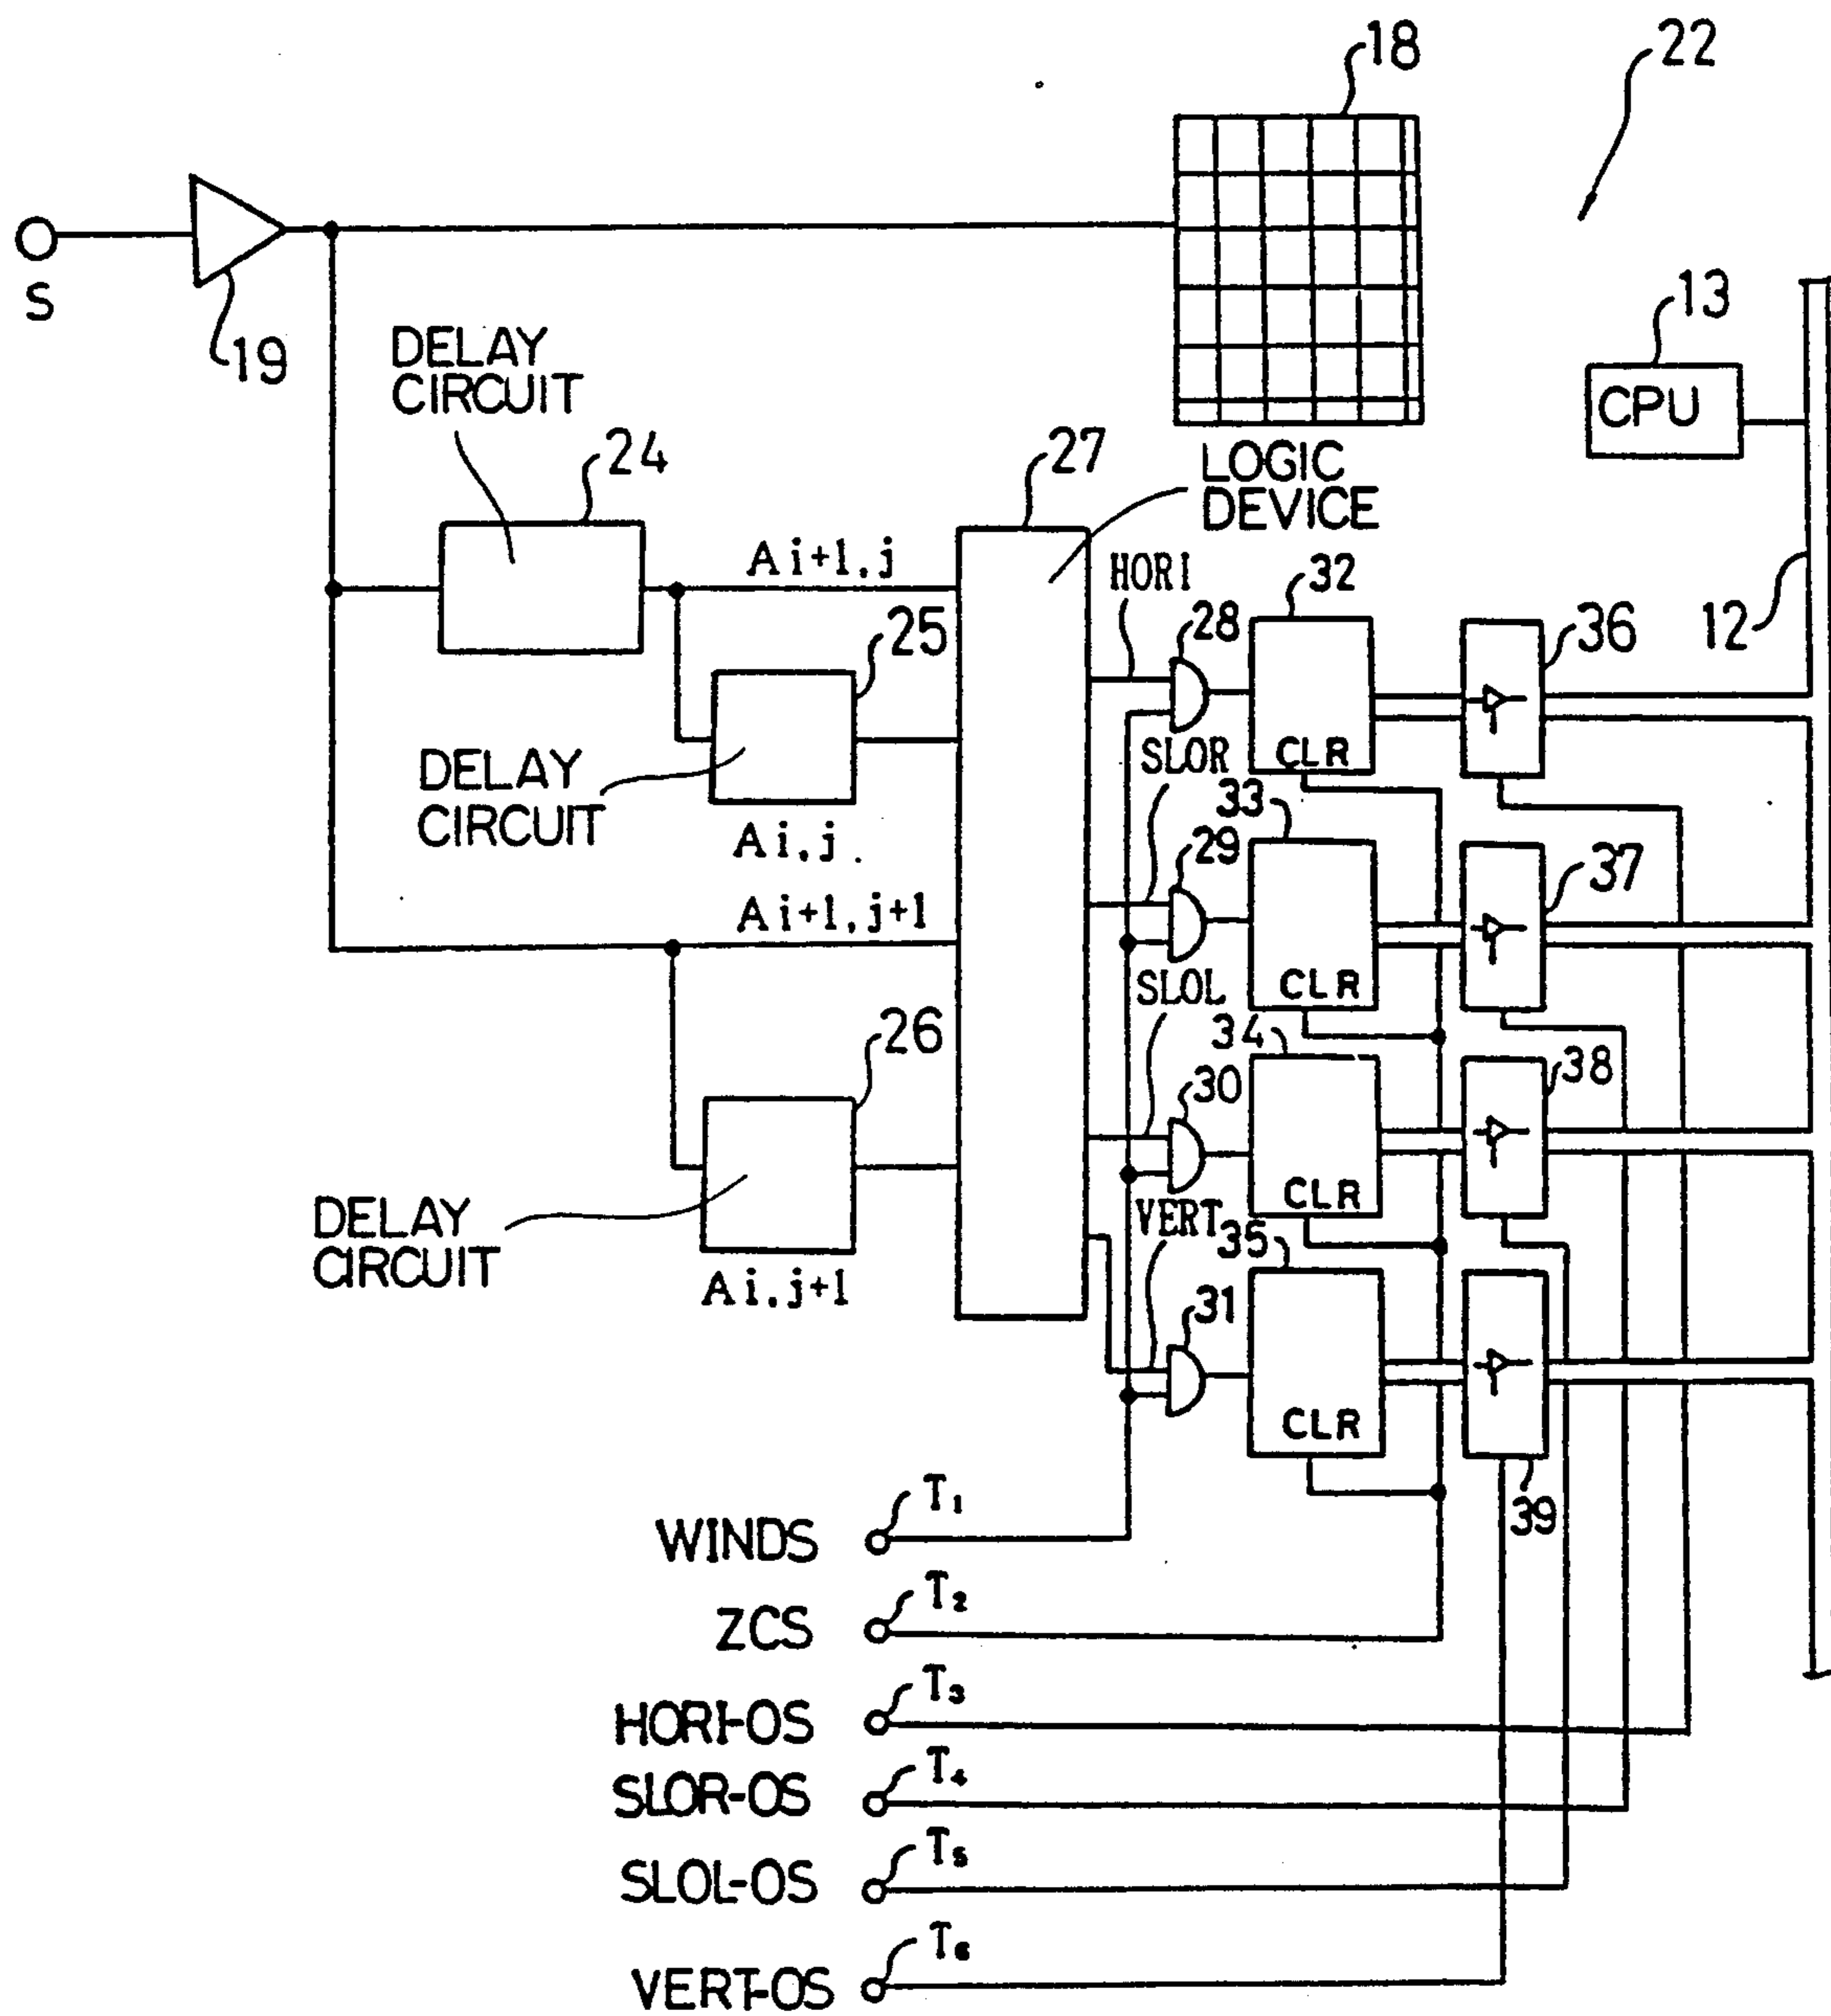 18
22
S
19
13
CPU
DELAY
CIRCUIT
24
27
LOGIC
DEVICE
Ai+1,j
HORI
32
12
25
28
36
DELAY
CIRCUIT
SLOR
CLR
33
Ai,j
29
37
Ai+1,j+1
SLOL
CLR
34
26
30
38
DELAY
CIRCUIT
VERT
CLR
35
Ai,j+1
31
CLR
39
WINDS T₁
ZCS T₂
HORI-OS T₃
SLOR-OS T₄
SLOL-OS T₅
VERT-OS T₆